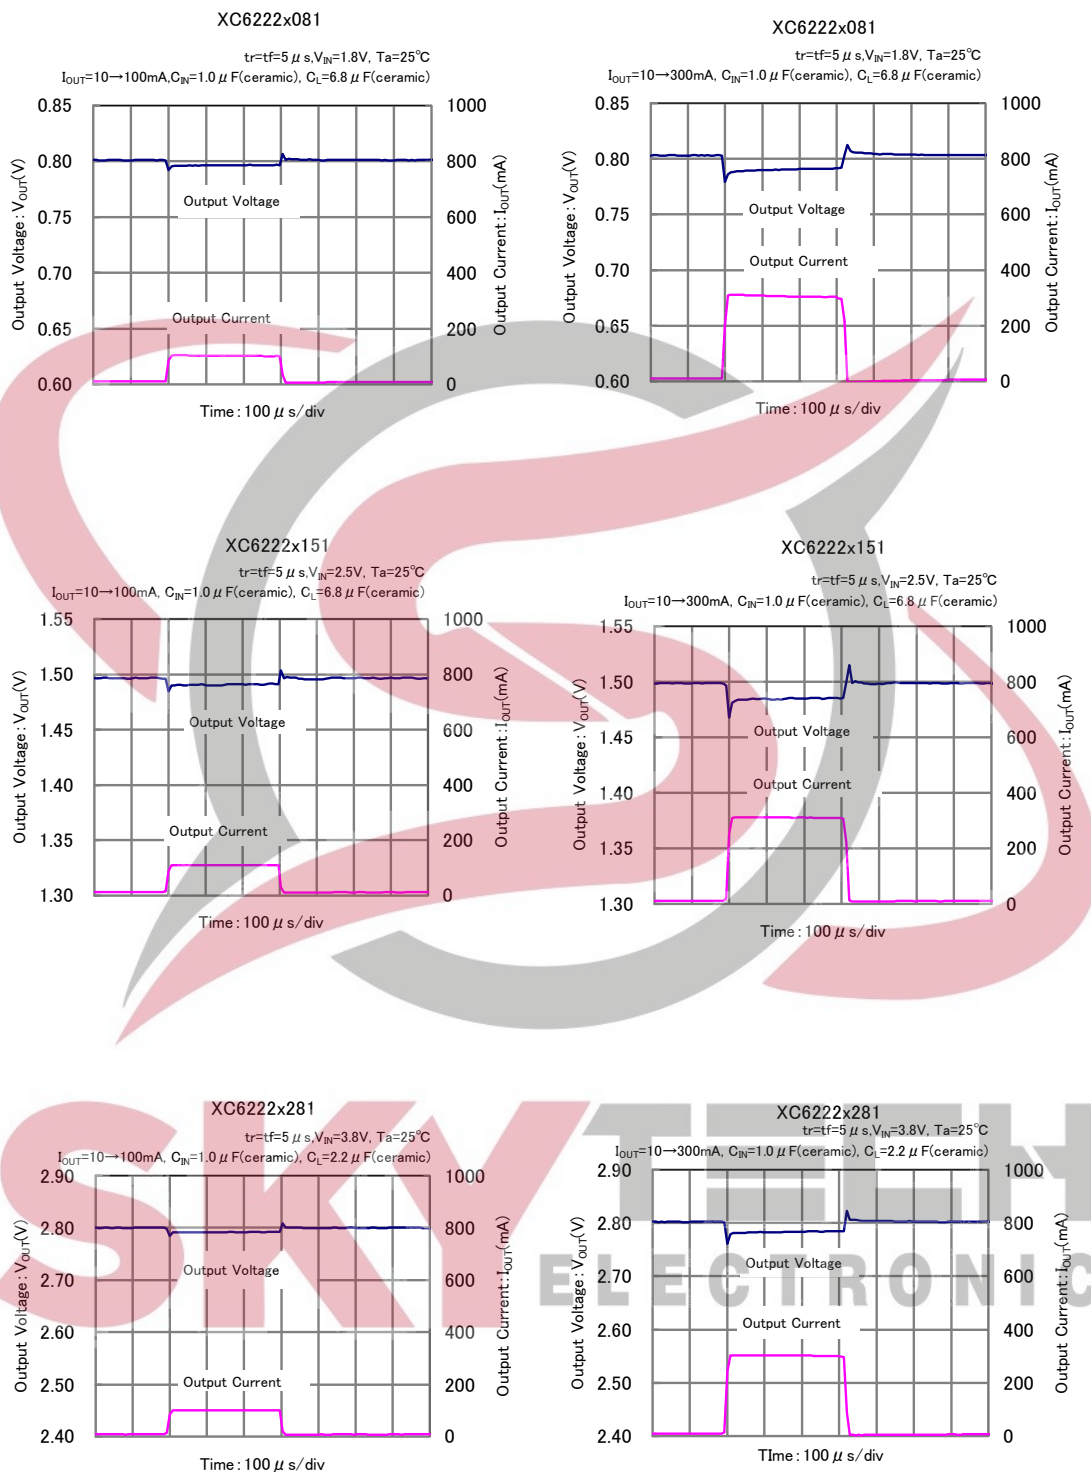 XC6222x081
tr=tf=5μs,VIN=1.8V, Ta=25℃
IOUT=10→100mA,CIN=1.0μF(ceramic), CL=6.8μF(ceramic)
Output Voltage: VOUT(V)
0.85
0.80
0.75
0.70
0.65
0.60
Output Voltage
Output Current
1000
800
600
400
200
0
Output Current: IOUT(mA)
Time: 100μs/div
XC6222x081
tr=tf=5μs,VIN=1.8V, Ta=25℃
IOUT=10→300mA, CIN=1.0μF(ceramic), CL=6.8μF(ceramic)
Output Voltage: VOUT(V)
0.85
0.80
0.75
0.70
0.65
0.60
Output Voltage
Output Current
1000
800
600
400
200
0
Output Current: IOUT(mA)
Time: 100μs/div
XC6222x151
tr=tf=5μs,VIN=2.5V, Ta=25℃
IOUT=10→100mA, CIN=1.0μF(ceramic), CL=6.8μF(ceramic)
Output Voltage: VOUT(V)
1.55
1.50
1.45
1.40
1.35
1.30
Output Voltage
Output Current
1000
800
600
400
200
0
Output Current: IOUT(mA)
Time: 100μs/div
XC6222x151
tr=tf=5μs,VIN=2.5V, Ta=25℃
IOUT=10→300mA, CIN=1.0μF(ceramic), CL=6.8μF(ceramic)
Output Voltage: VOUT(V)
1.55
1.50
1.45
1.40
1.35
1.30
Output Voltage
Output Current
1000
800
600
400
200
0
Output Current: IOUT(mA)
Time: 100μs/div
XC6222x281
tr=tf=5μs,VIN=3.8V, Ta=25℃
IOUT=10→100mA, CIN=1.0μF(ceramic), CL=2.2μF(ceramic)
Output Voltage: VOUT(V)
2.90
2.80
2.70
2.60
2.50
2.40
Output Voltage
Output Current
1000
800
600
400
200
0
Output Current: IOUT(mA)
Time: 100μs/div
XC6222x281
tr=tf=5μs,VIN=3.8V, Ta=25℃
IOUT=10→300mA, CIN=1.0μF(ceramic), CL=2.2μF(ceramic)
Output Voltage: VOUT(V)
2.90
2.80
2.70
2.60
2.50
2.40
Output Voltage
Output Current
1000
800
600
400
200
0
Output Current: IOUT(mA)
TIme: 100μs/div
SKYTECH
ELECTRONIC